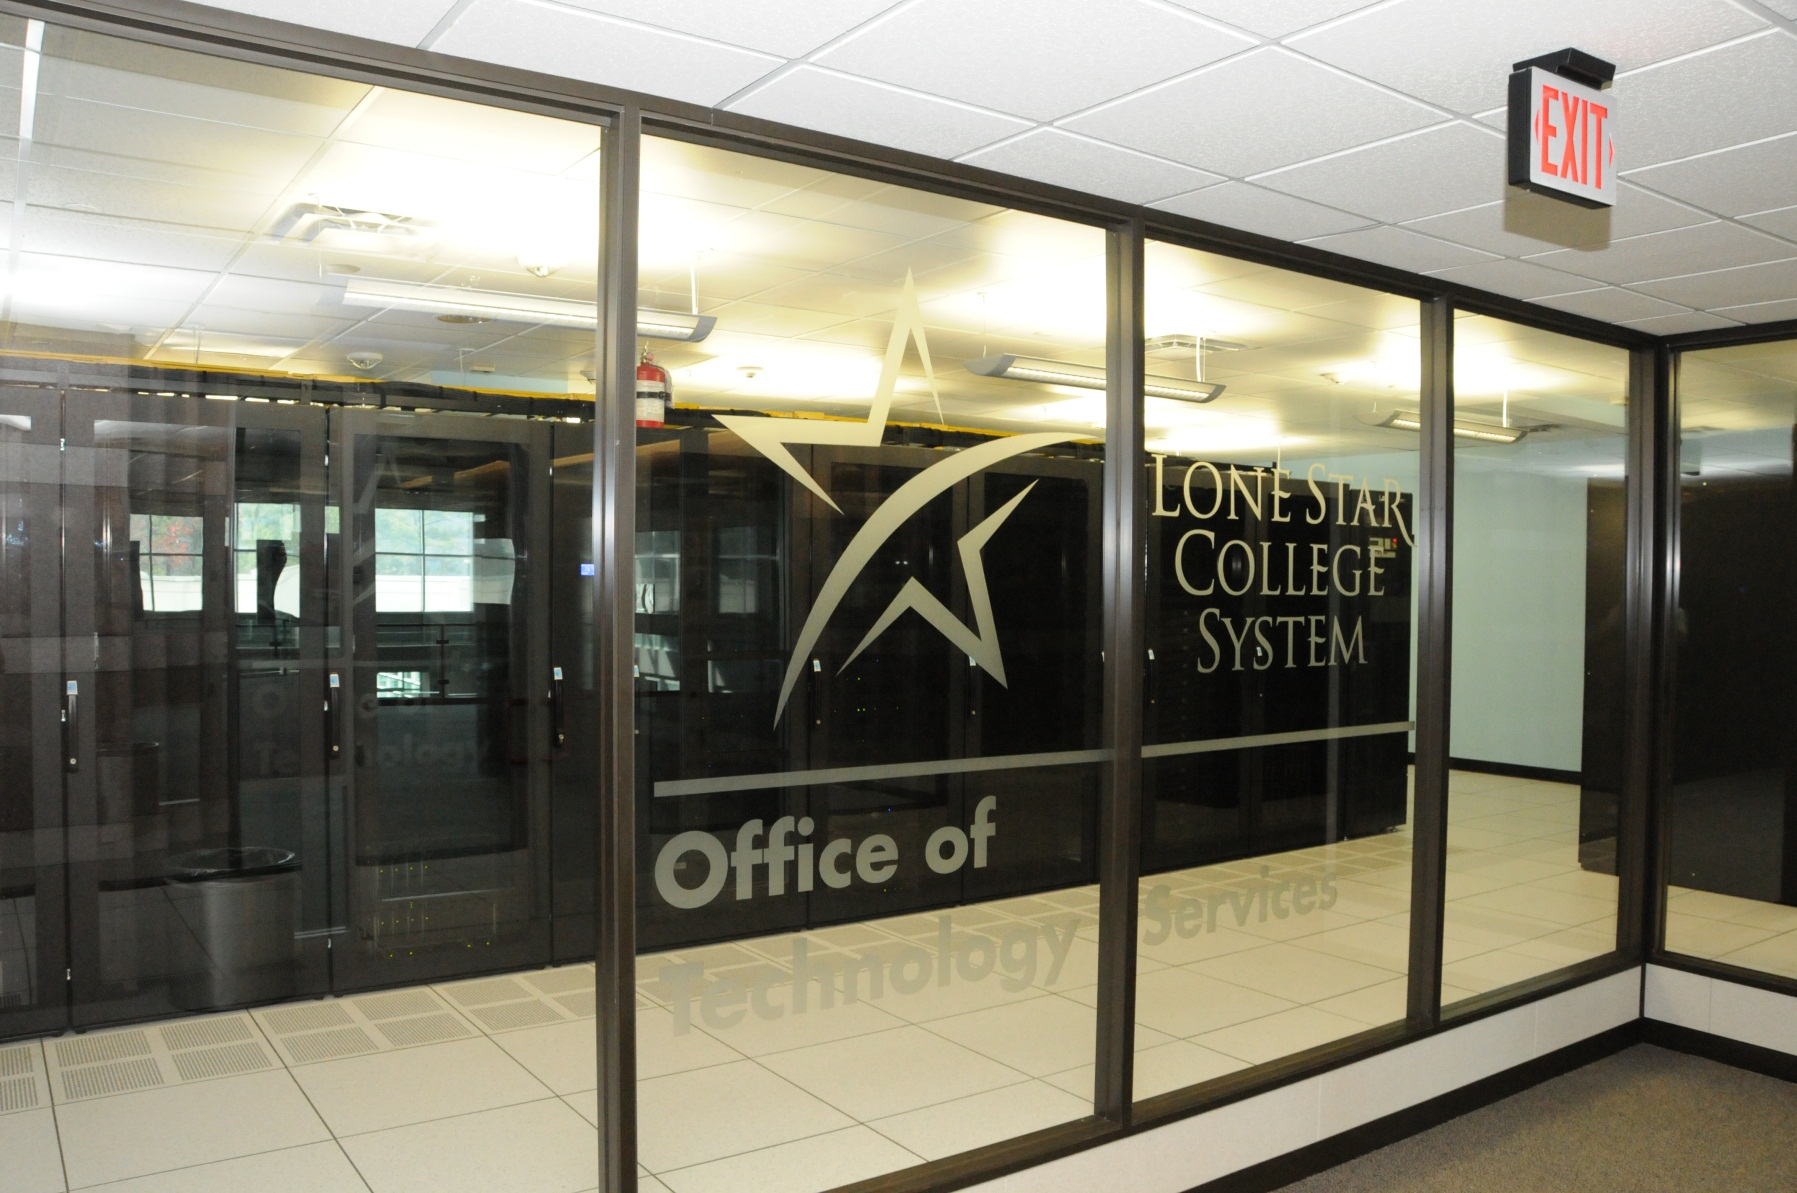 EXIT
LONE STAR
COLLEGE
SYSTEM
Office of
Technology Services